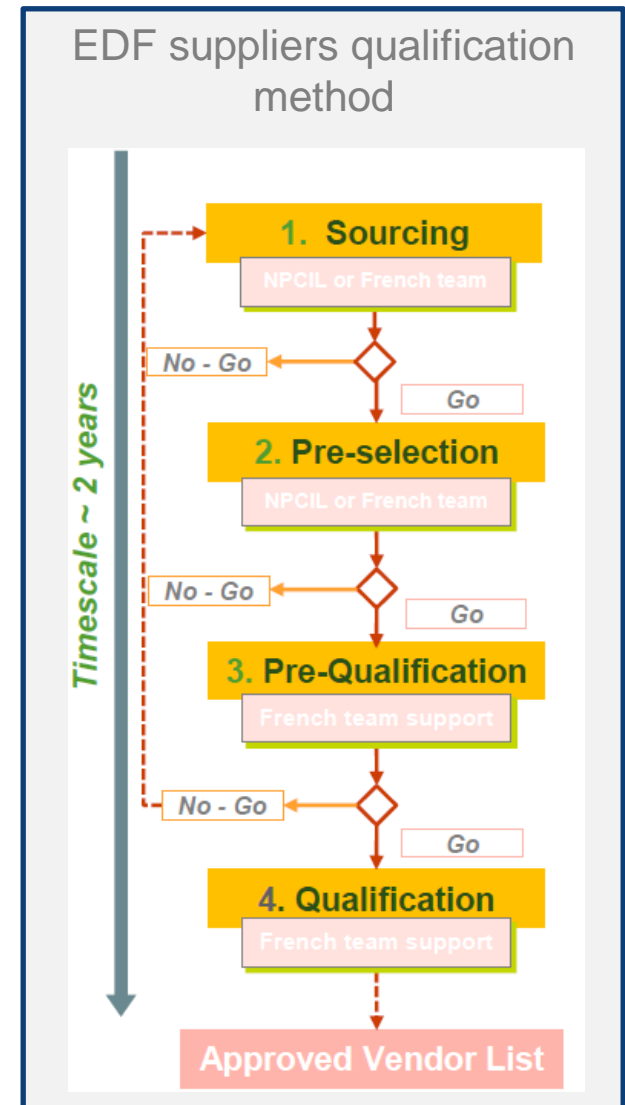 EDF suppliers qualification
method
1. Sourcing
NPCIL or French team
No - Go
Go
2. Pre-selection
NPCIL or French team
Timescale ~ 2 years
No - Go
Go
3. Pre-Qualification
French team support
No - Go
Go
4. Qualification
French team support
Approved Vendor List